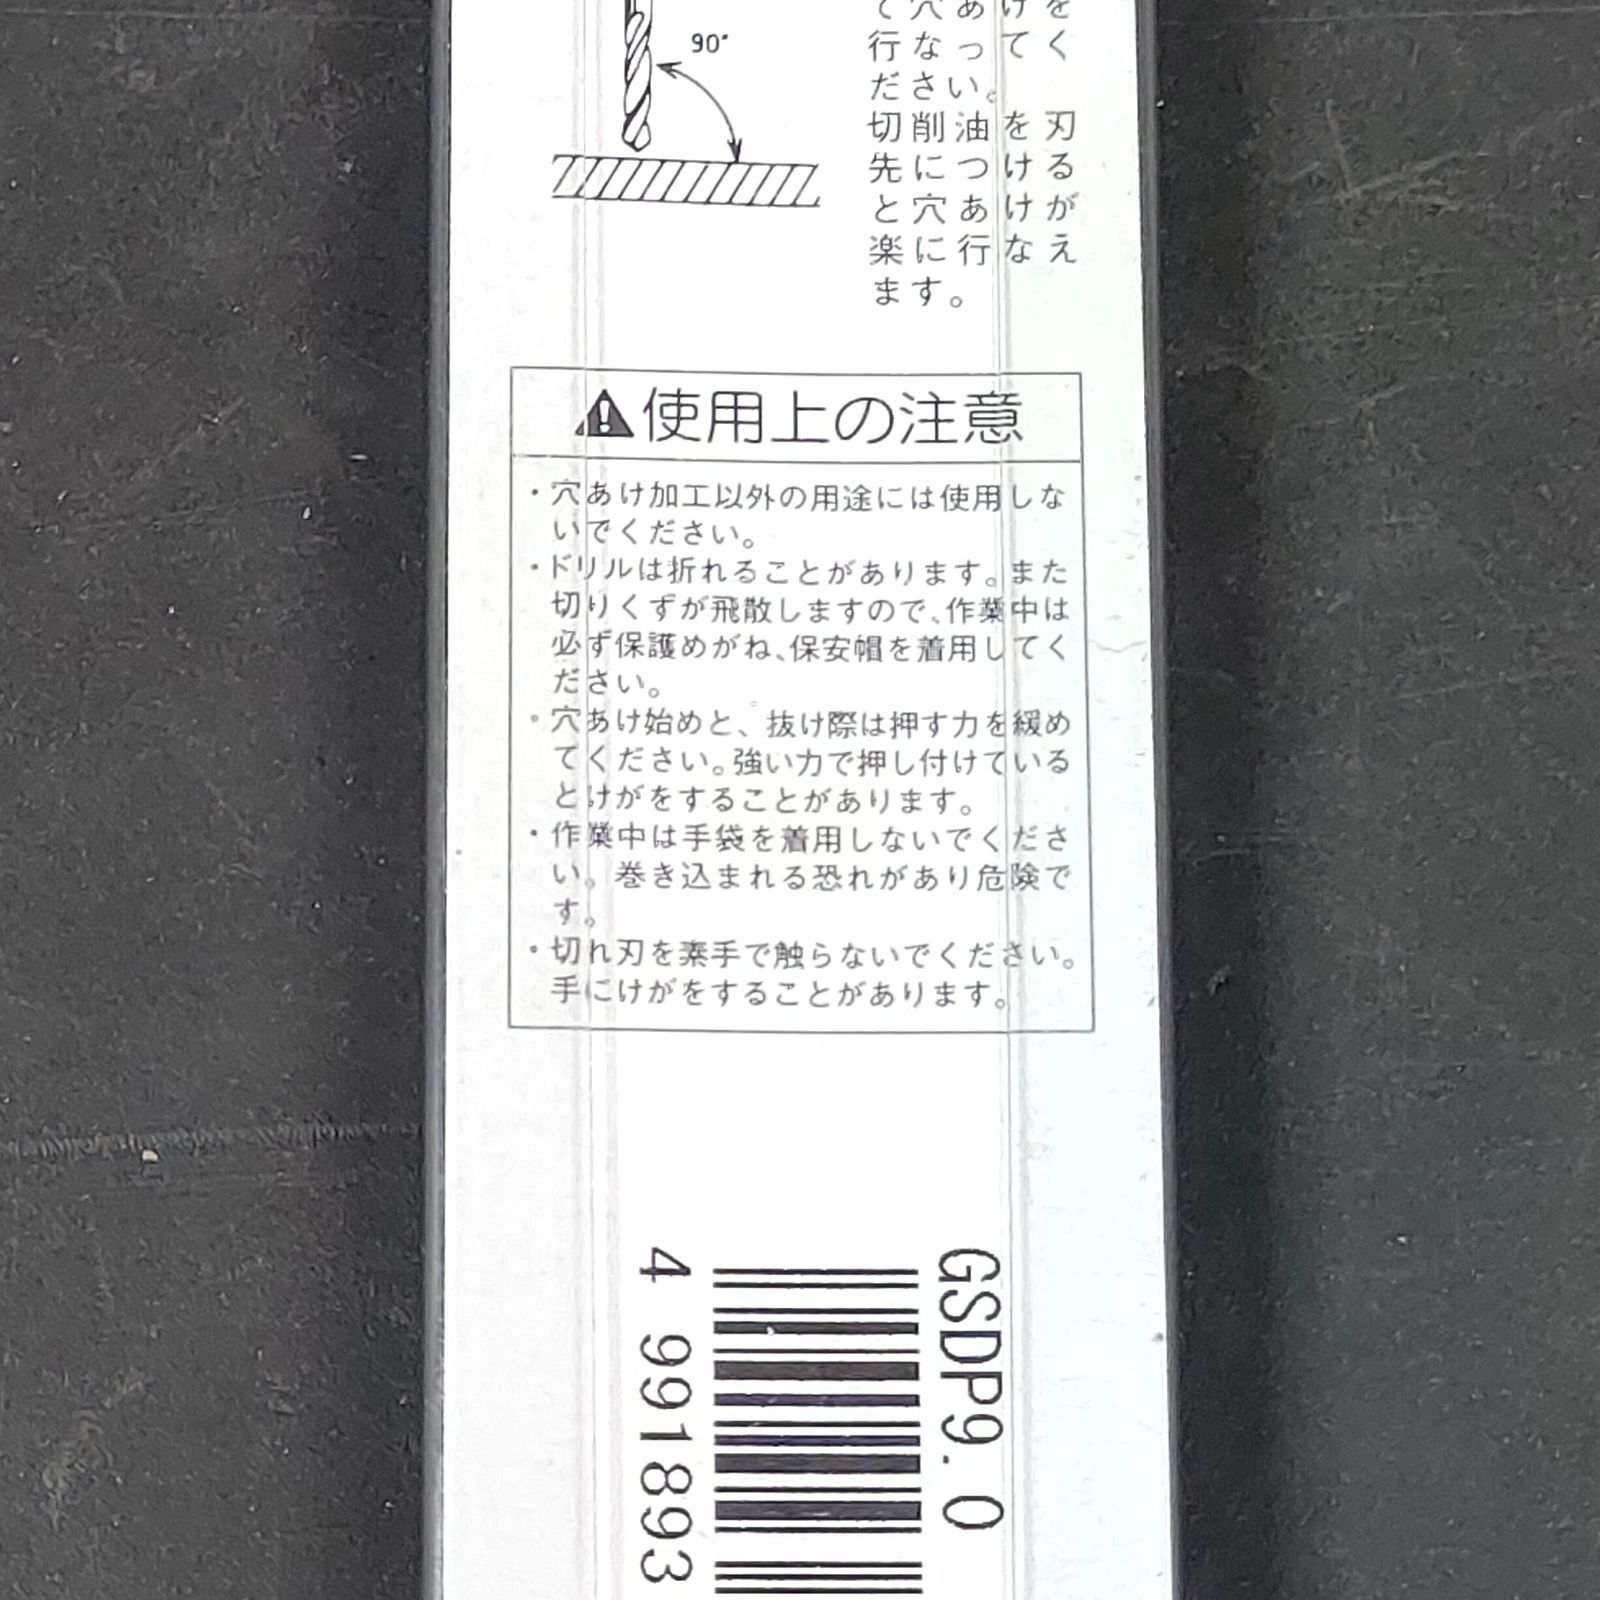 90°
て穴あけを
行なってく
ださい。
切削油を刃
先につける
と穴あけが
楽に行なえ
ます。
使用上の注意
・穴あけ加工以外の用途には使用しな
いでください。
・ドリルは折れることがあります。また
切りくずが飛散しますので、作業中は
必ず保護めがね、保安帽を着用してく
ださい。
・穴あけ始めと、抜け際は押す力を緩め
てください。強い力で押し付けている
とけがをすることがあります。
・作業中は手袋を着用しないでくださ
い。巻き込まれる恐れがあり危険で
す。
・切れ刃を素手で触らないでください。
手にけがをすることがあります。
GSDP9.0
4 991893